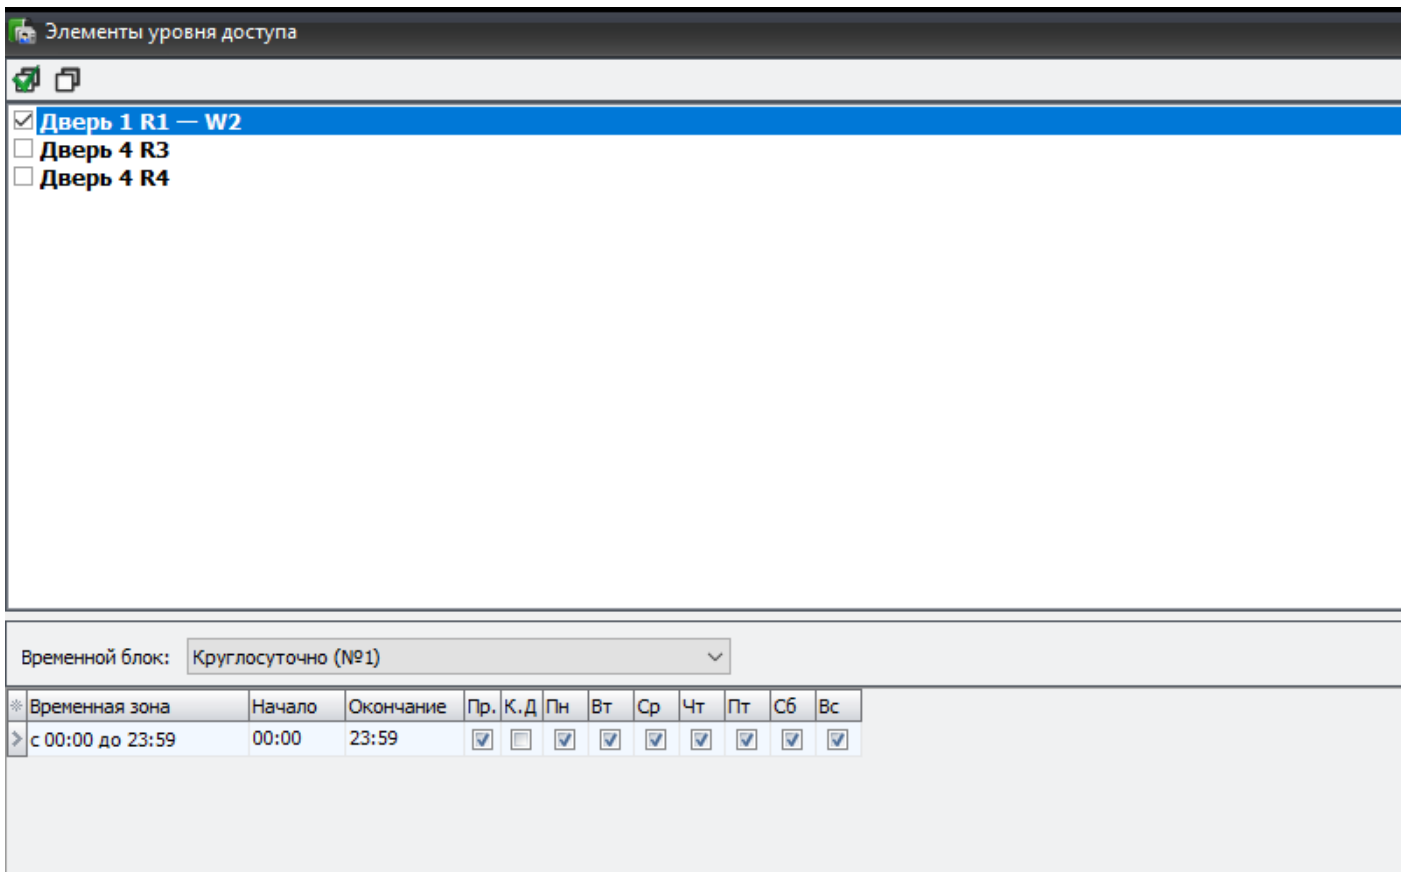 Элементы уровня доступа
Дверь 1 R1 — W2
Дверь 4 R3
Дверь 4 R4
Временной блок: Круглосуточно (№1)
Временная зона Начало Окончание Пр. К.Д Пн Вт Ср Чт Пт Сб Вс
с 00:00 до 23:59 00:00 23:59